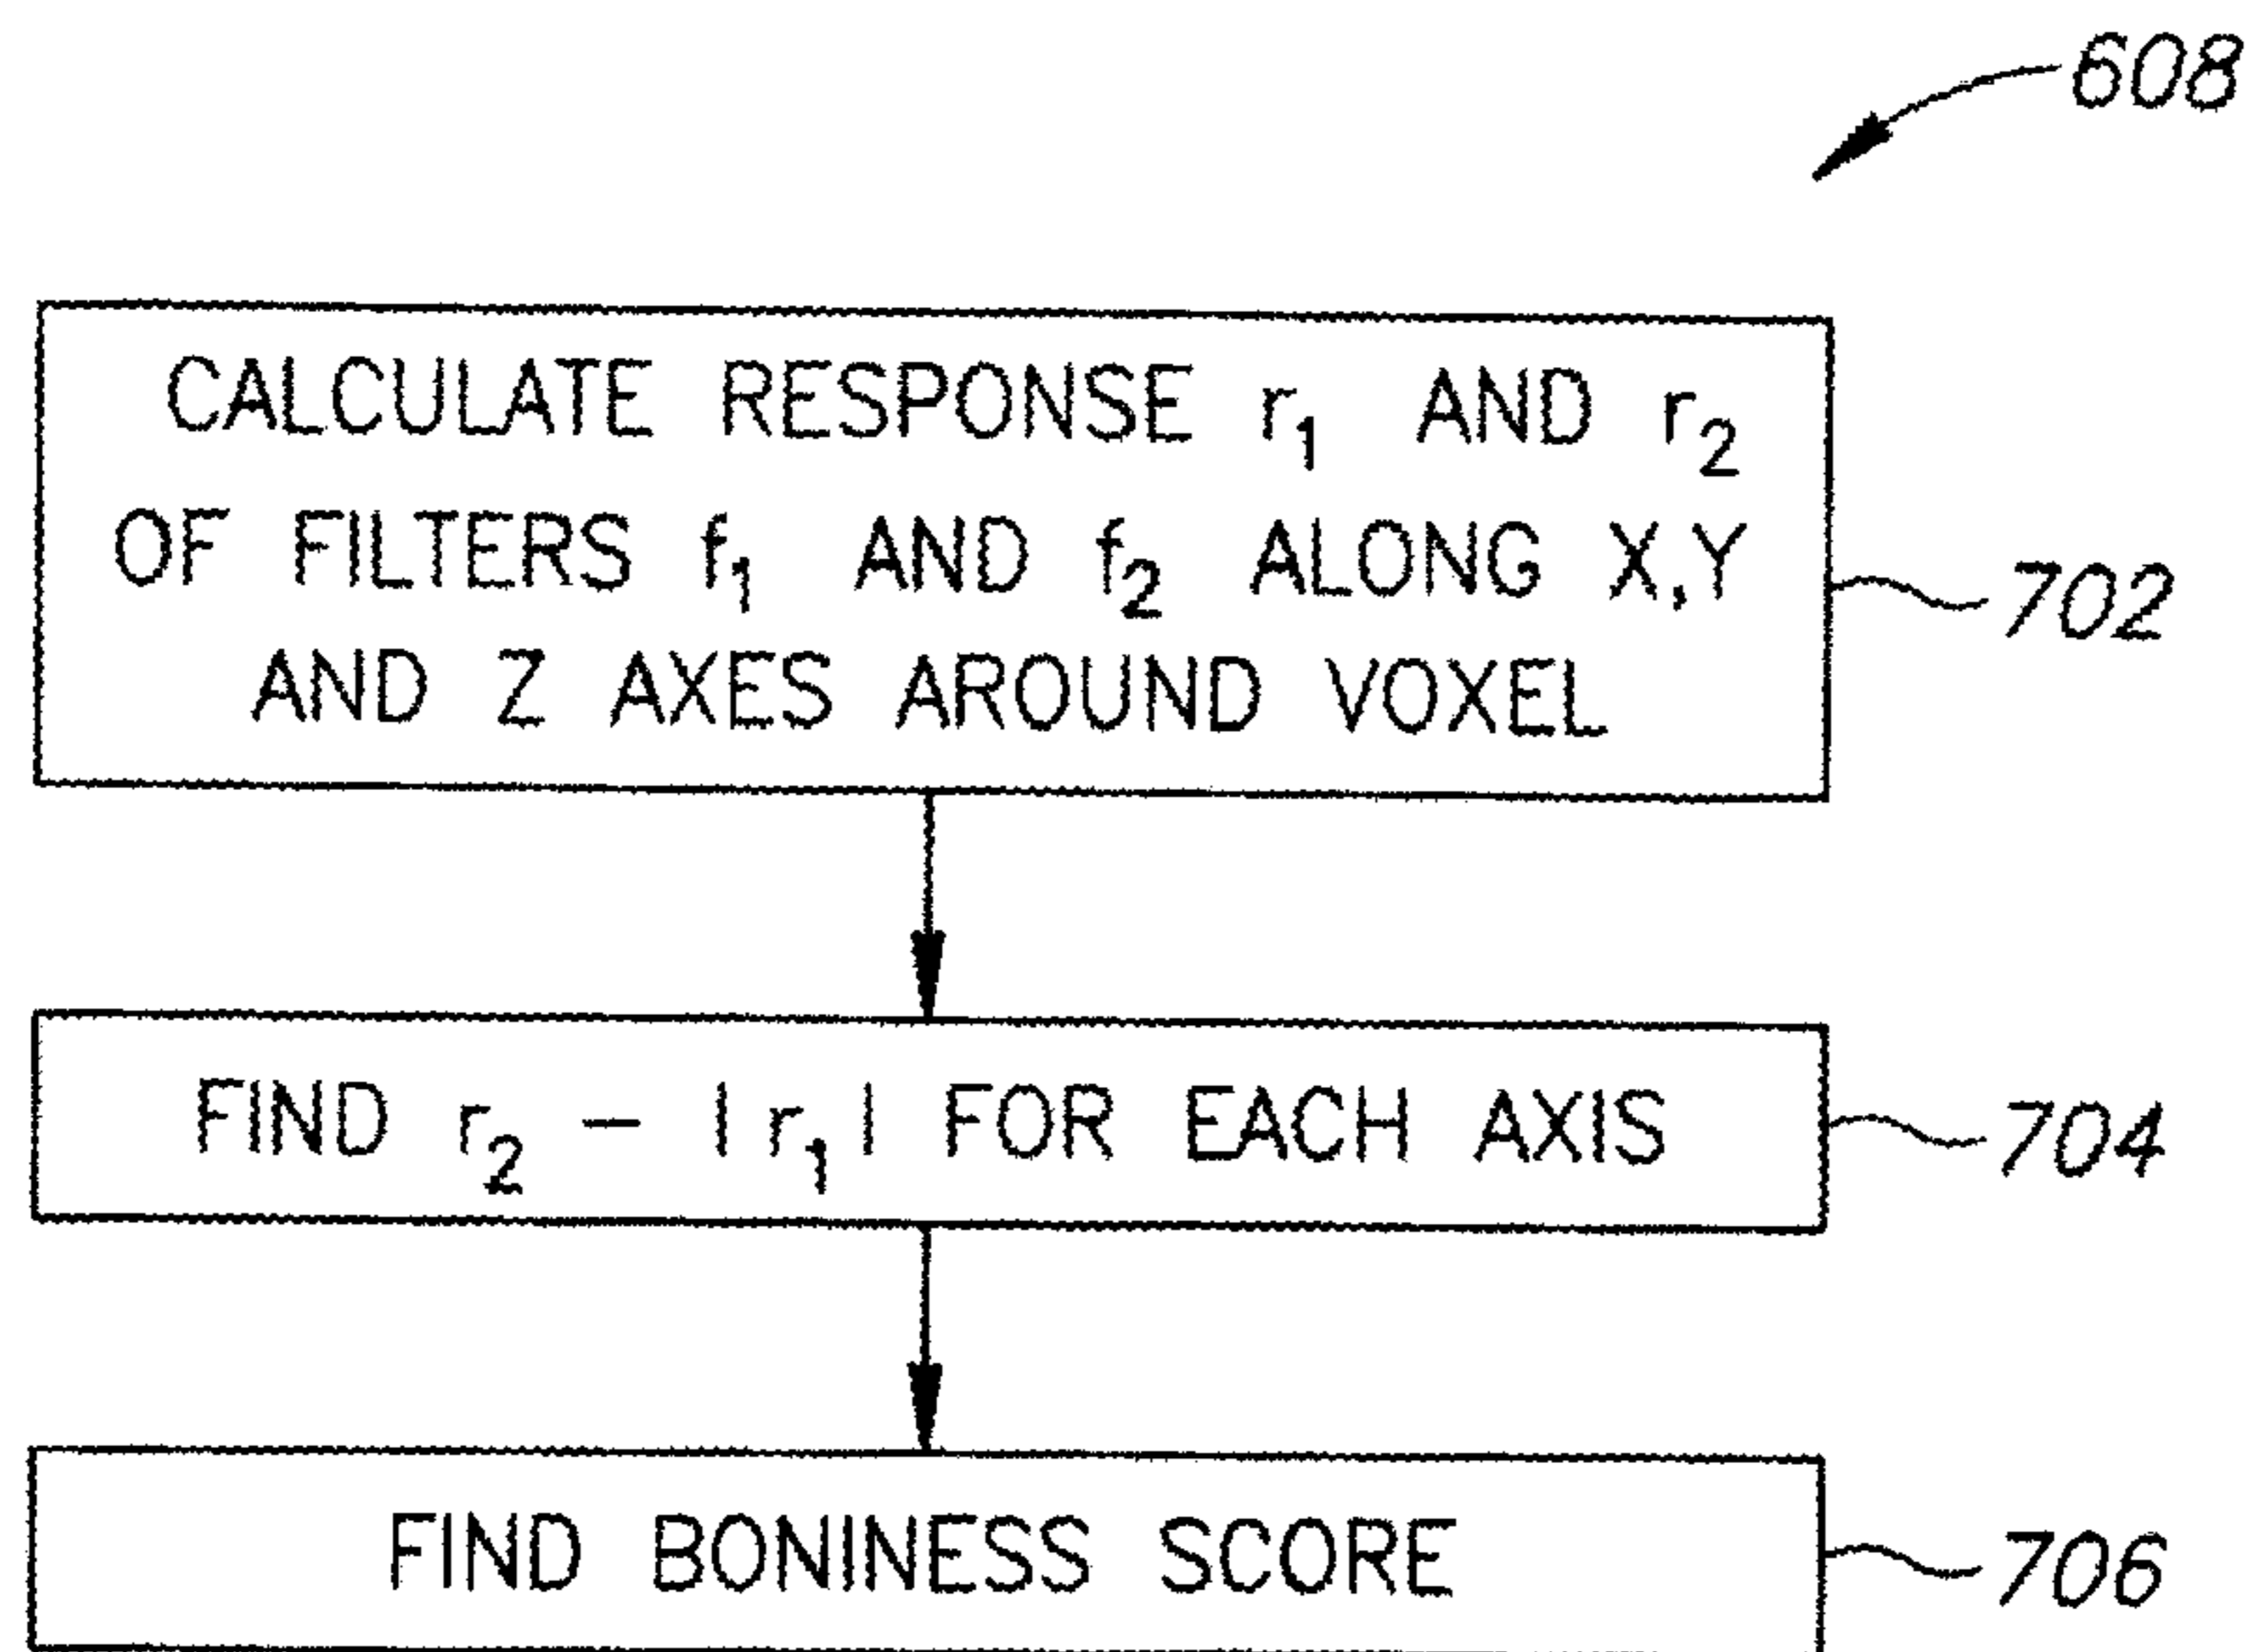 608
CALCULATE RESPONSE r₁ AND r₂
OF FILTERS f₁ AND f₂ ALONG X,Y
AND Z AXES AROUND VOXEL
702
FIND r₂ – | r₁ | FOR EACH AXIS
704
FIND BONINESS SCORE
706